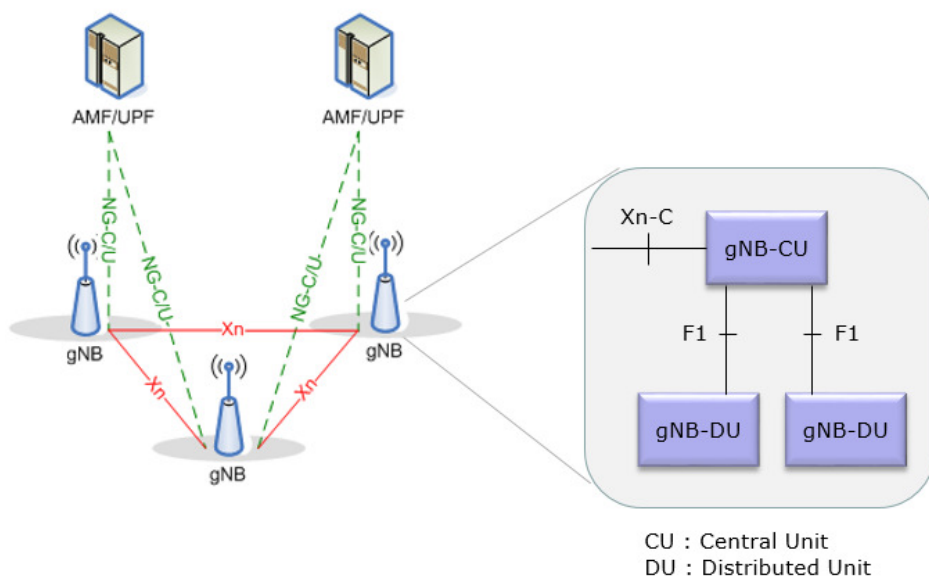 AMF/UPF
AMF/UPF
NG-C/U
NG-C/U
NG-C/U
NG-C/U
Xn
gNB
gNB
Xn
Xn
gNB
Xn-C
gNB-CU
F1
F1
gNB-DU
gNB-DU
CU : Central Unit
DU : Distributed Unit